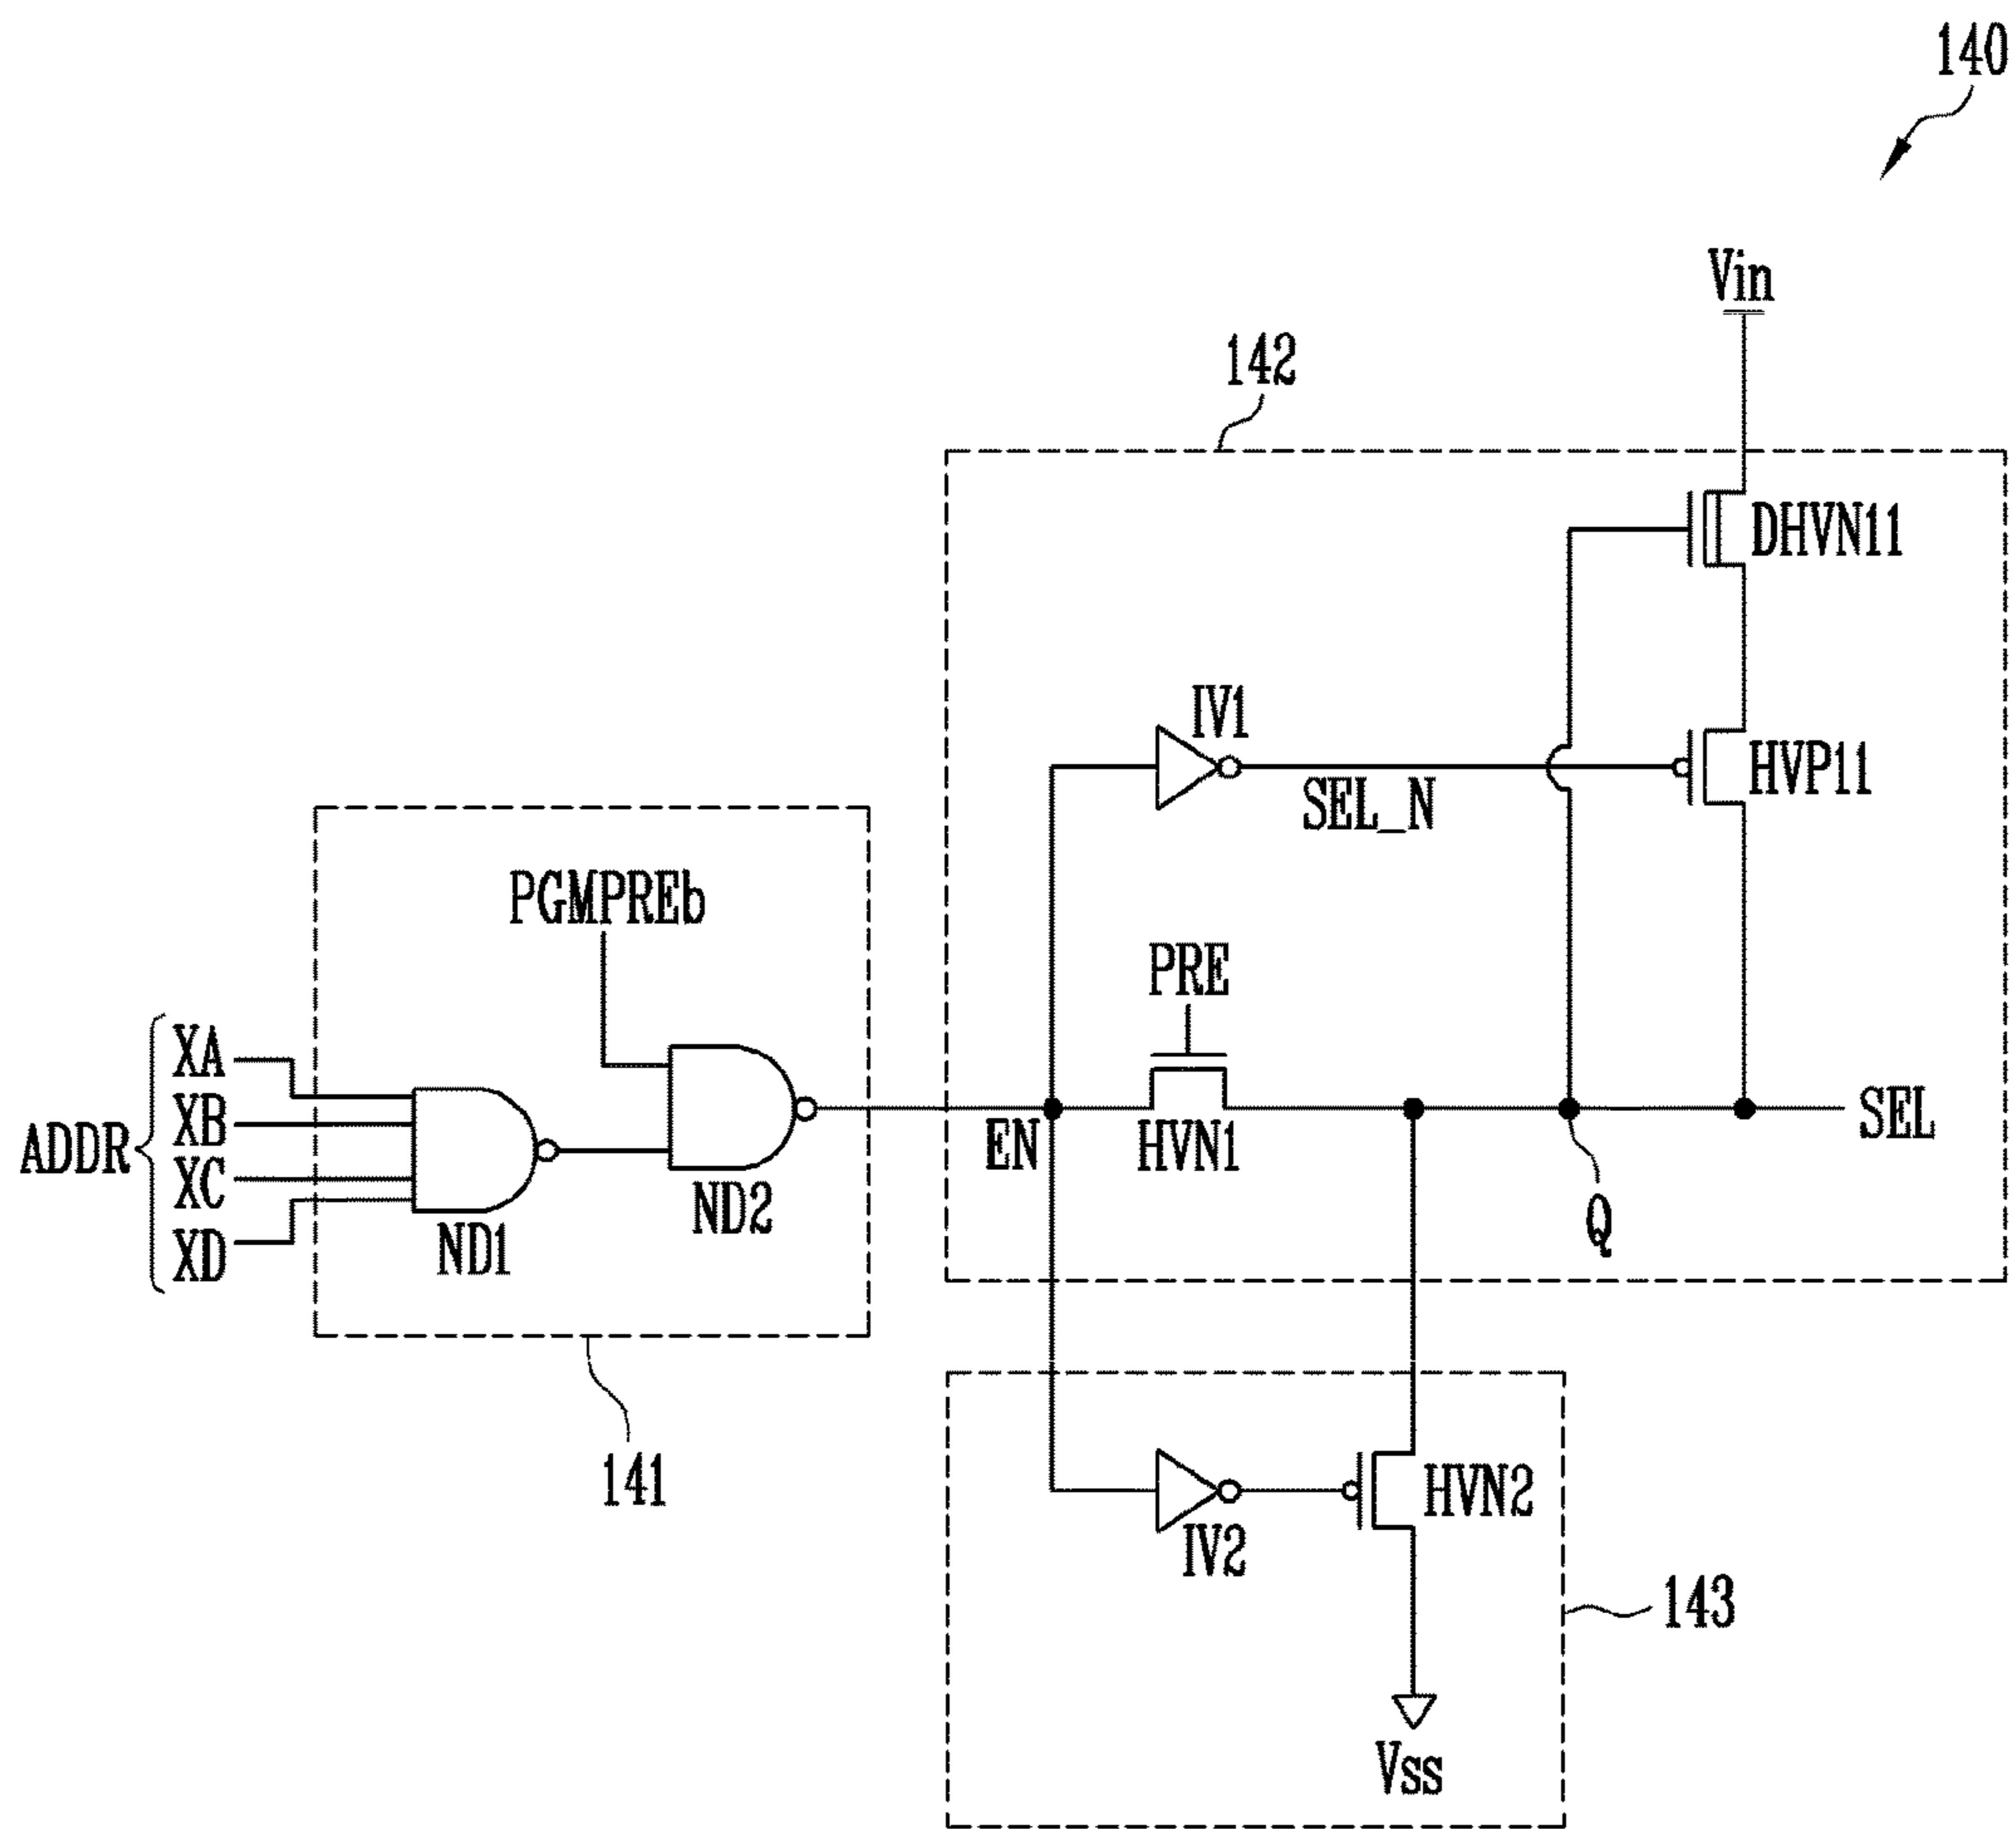 140
Vin
142
DHVN11
IV1
HVP11
SEL_N
PGMPREb
PRE
XA
XB
ADDR
XC
XD
ND1
ND2
EN
HVN1
SEL
Q
141
HVN2
IV2
143
Vss